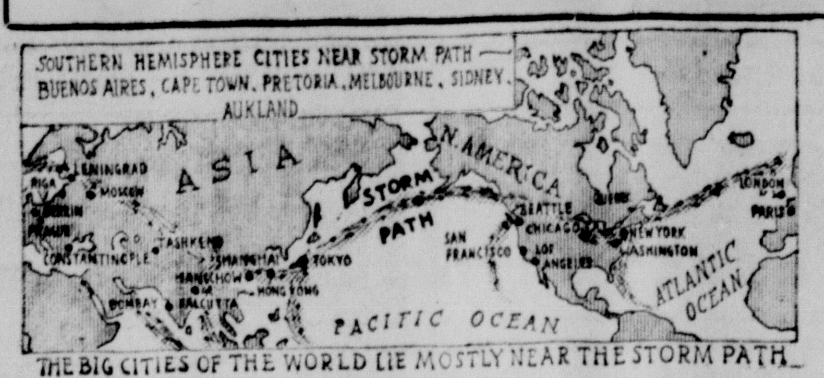 SOUTHERN HEMISPHERE CITIES NEAR STORM PATH —
BUENOS AIRES, CAPE TOWN, PRETORIA, MELBOURNE, SIDNEY,
AUKLAND
ASIA
N. AMERICA
STORM
PATH
LENINGRAD
RIGA
MOSCOW
BERLIN
PRAGUE
CONSTANTINOPLE
TASHKEND
SHANGHAI
HANGCHOW
HONG KONG
BOMBAY
CALCUTTA
TOKYO
SEATTLE
CHICAGO
SAN
FRANCISCO
LOS
ANGELES
NEW YORK
WASHINGTON
LONDON
PARIS
ATLANTIC
OCEAN
PACIFIC OCEAN
THE BIG CITIES OF THE WORLD LIE MOSTLY NEAR THE STORM PATH